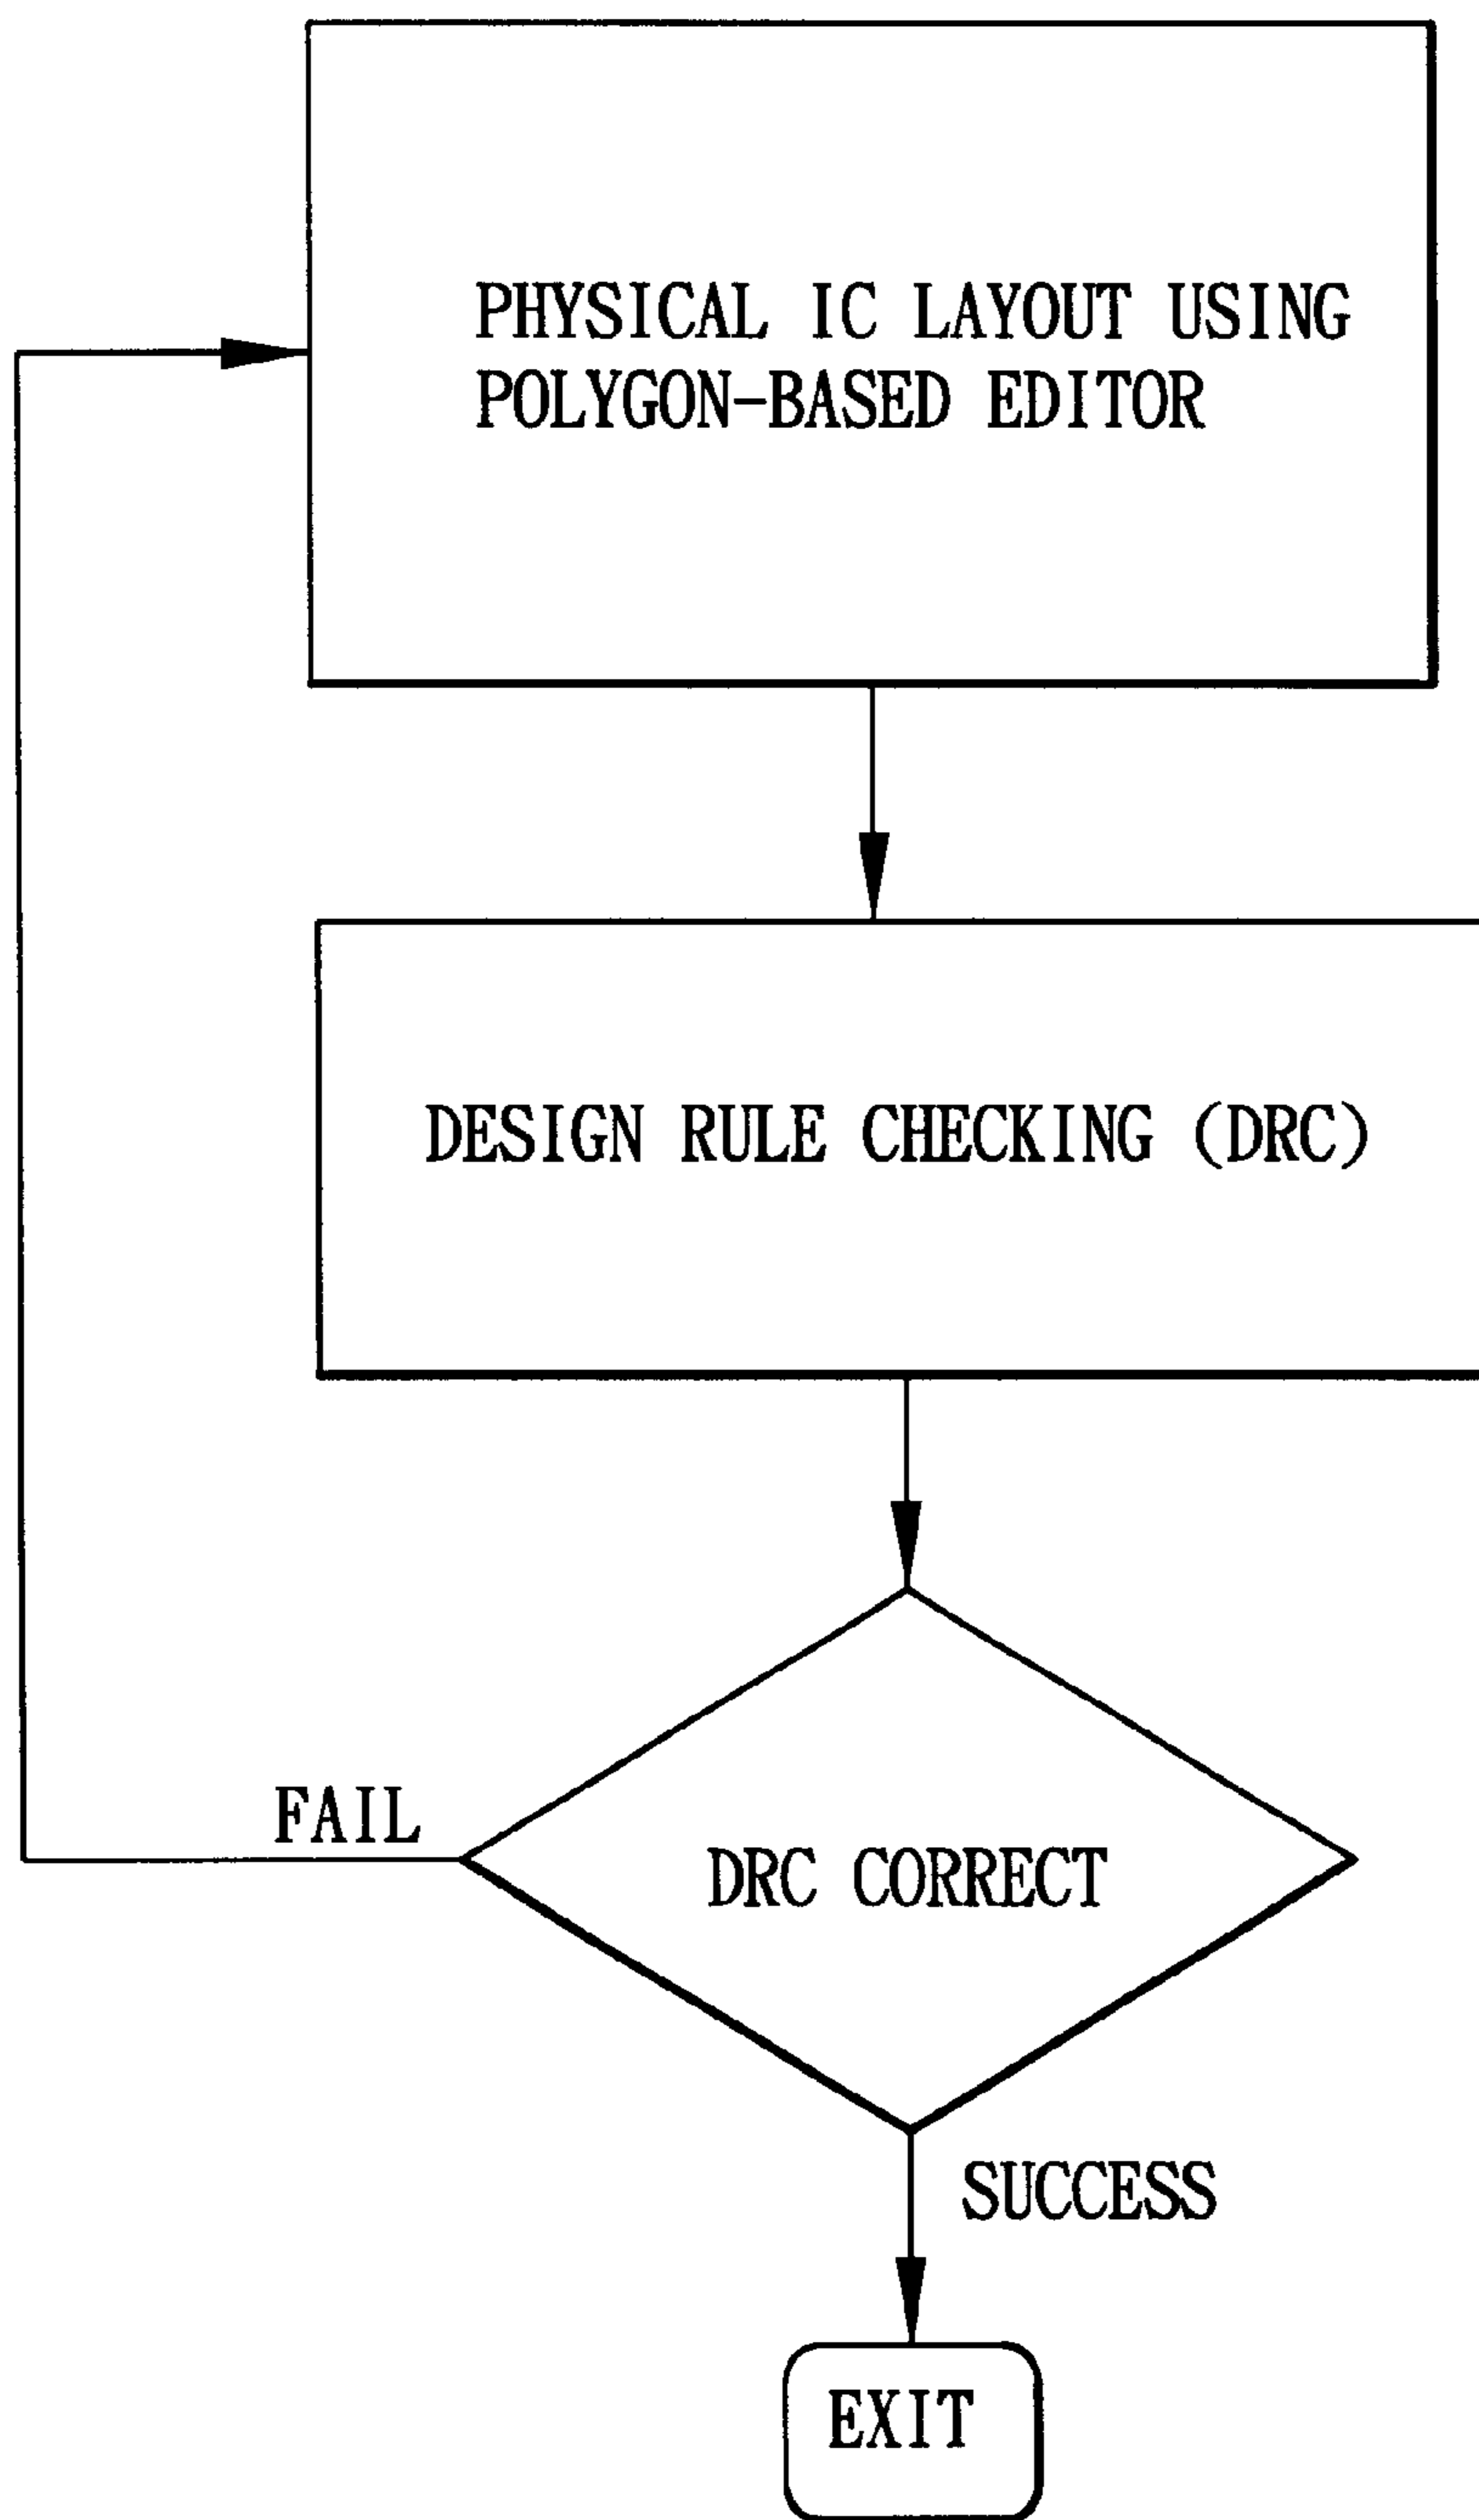 PHYSICAL IC LAYOUT USING
POLYGON-BASED EDITOR
DESIGN RULE CHECKING (DRC)
FAIL
DRC CORRECT
SUCCESS
EXIT